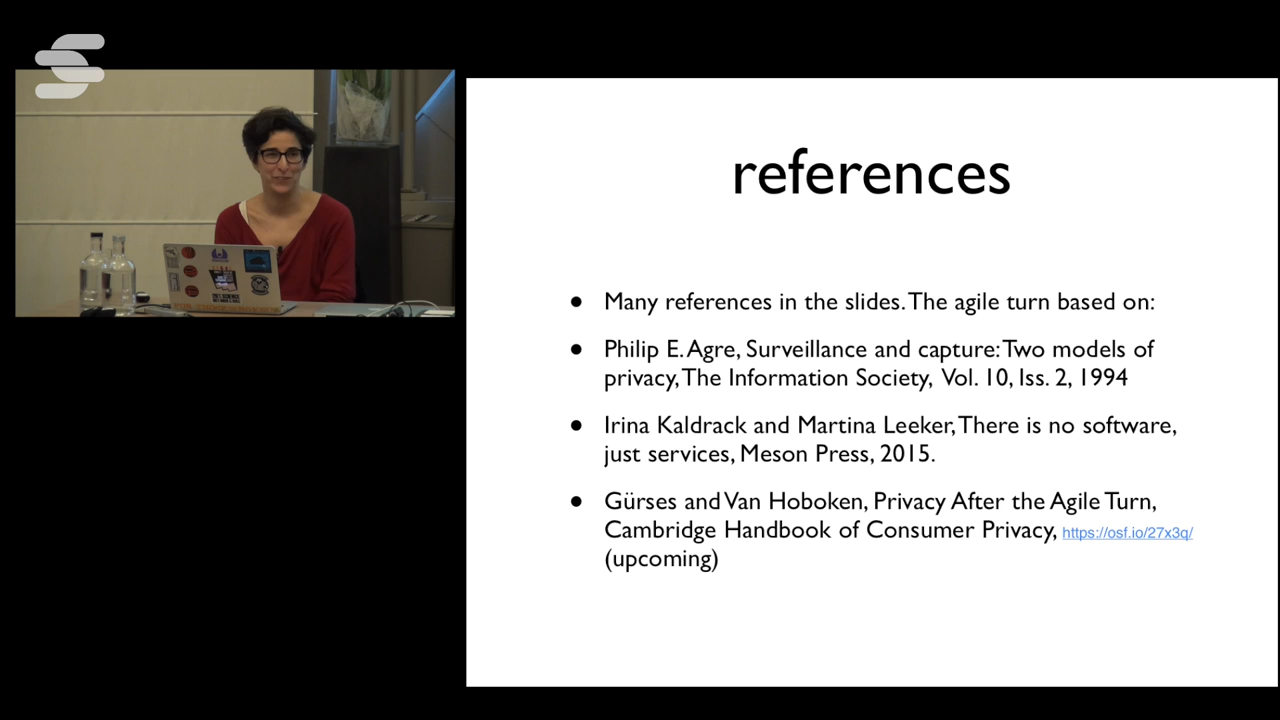 references
• Many references in the slides. The agile turn based on:
• Philip E. Agre, Surveillance and capture: Two models of
privacy, The Information Society, Vol. 10, Iss. 2, 1994
• Irina Kaldrack and Martina Leeker, There is no software,
just services, Meson Press, 2015.
• Gürses and Van Hoboken, Privacy After the Agile Turn,
Cambridge Handbook of Consumer Privacy, https://osf.io/27x3q/
(upcoming)